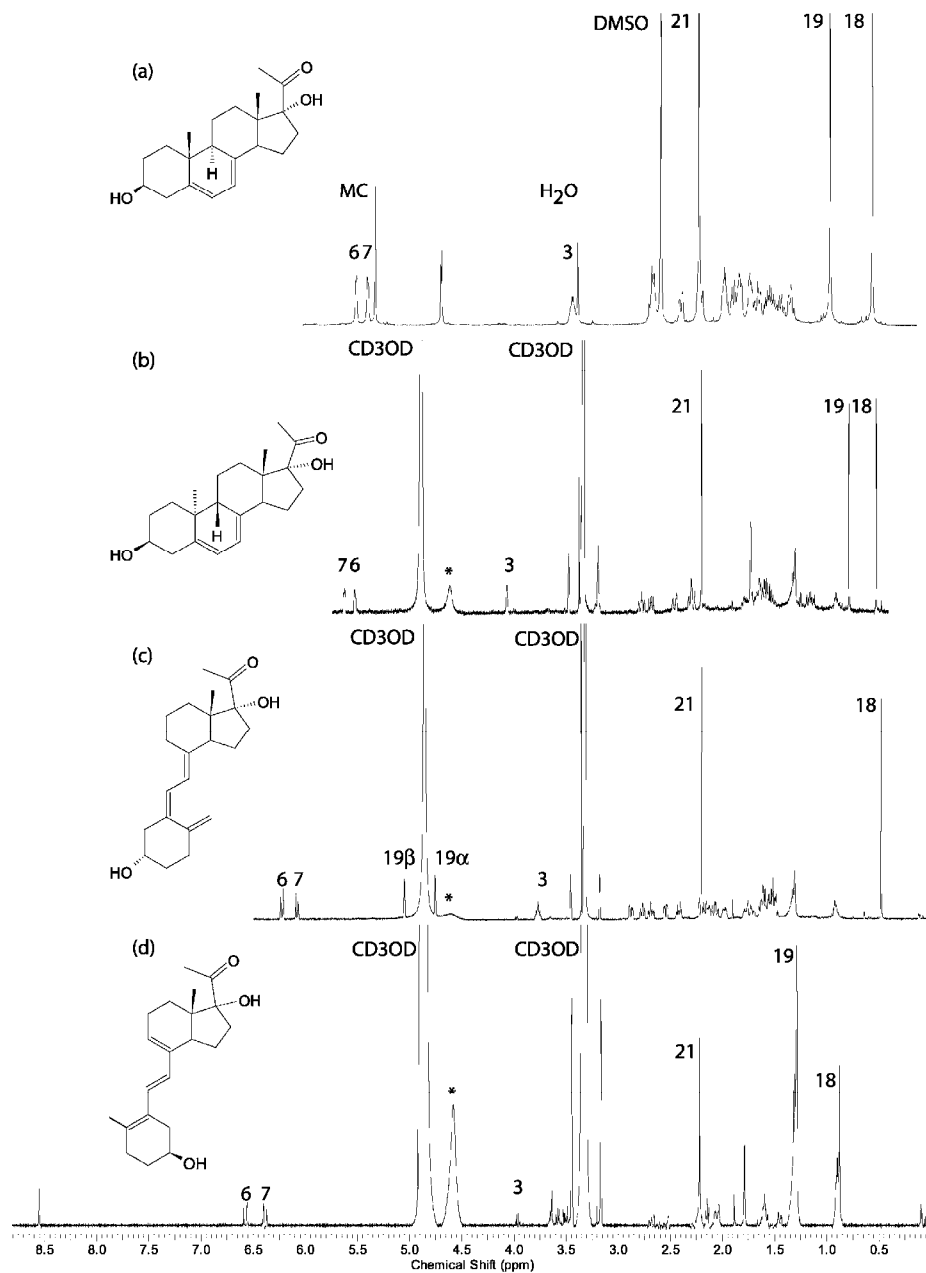 (a)
O
OH
H
HO
DMSO 21 19 18
MC H2O
6 7 3
(b)
O
OH
H
HO
CD3OD CD3OD
21 19 18
7 6 * 3
(c)
O
OH
HO
CD3OD CD3OD
21 18
6 7 19β 19α * 3
(d)
O
OH
OH
CD3OD CD3OD
19
21 18
*
6 7 3
8.5 8.0 7.5 7.0 6.5 6.0 5.5 5.0 4.5 4.0 3.5 3.0 2.5 2.0 1.5 1.0 0.5
Chemical Shift (ppm)